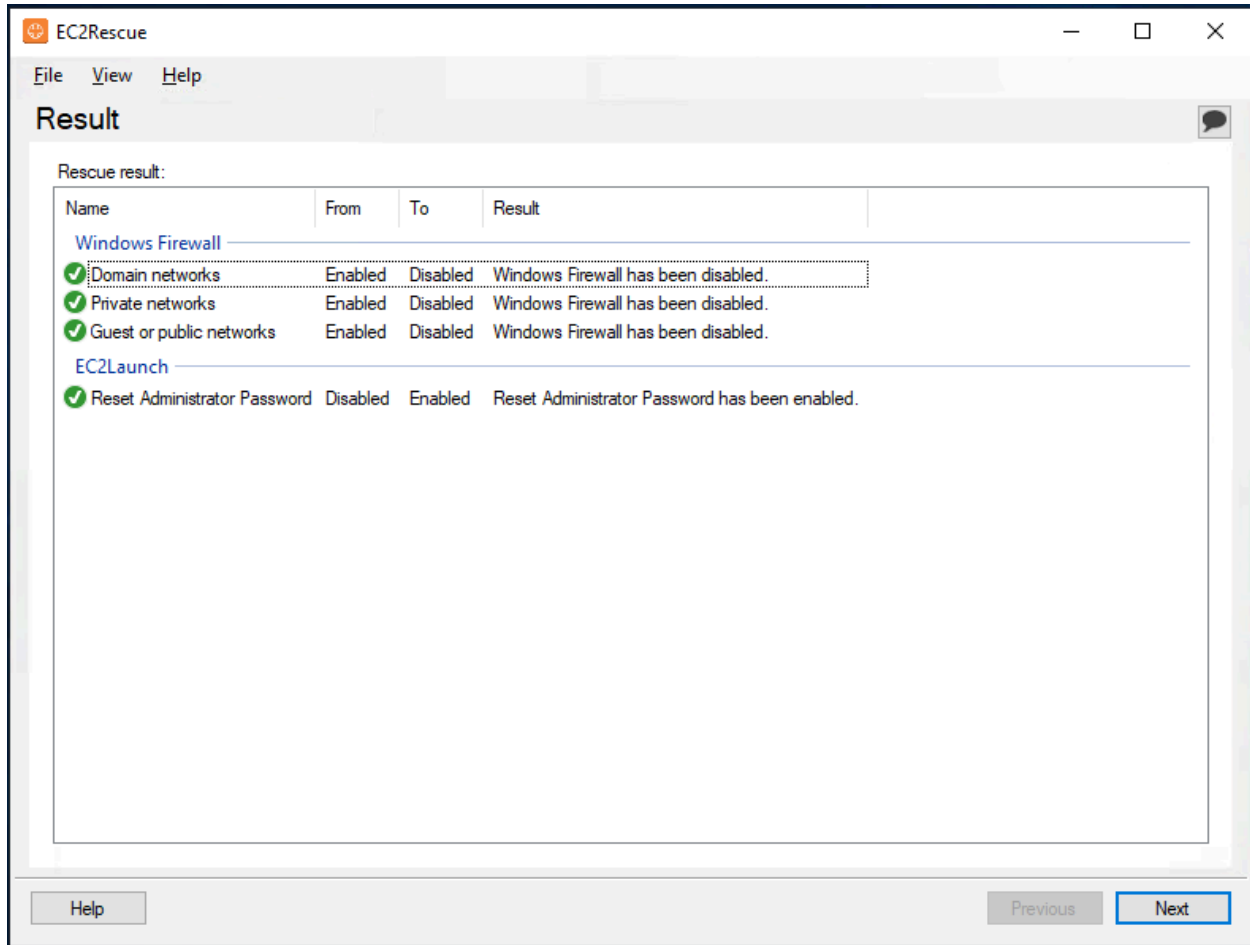 EC2Rescue
File View Help
Result
Rescue result:
Name From To Result
Windows Firewall
Domain networks Enabled Disabled Windows Firewall has been disabled.
Private networks Enabled Disabled Windows Firewall has been disabled.
Guest or public networks Enabled Disabled Windows Firewall has been disabled.
EC2Launch
Reset Administrator Password Disabled Enabled Reset Administrator Password has been enabled.
Help Previous Next